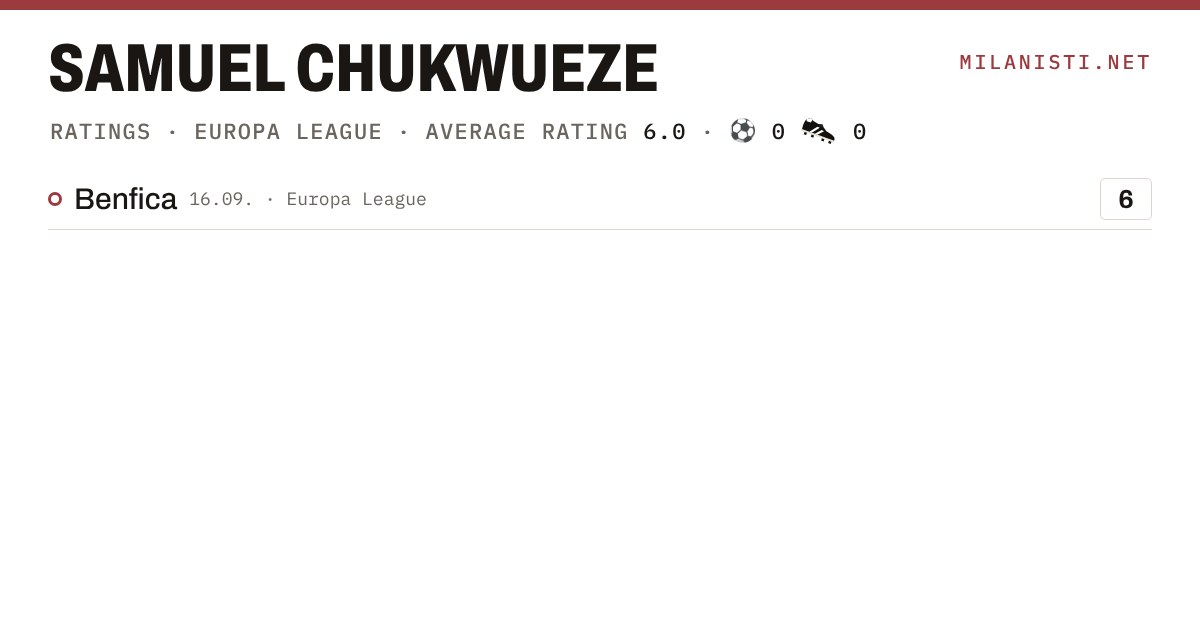 SAMUEL CHUKWUEZE
MILANISTI.NET
RATINGS · EUROPA LEAGUE · AVERAGE RATING 6.0 · ⚽ 0 👟 0
Benfica 16.09. · Europa League 6